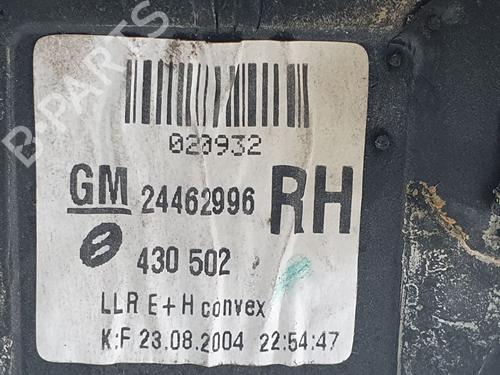 020932
GM 24462996 RH
430 502
LLR E+H convex
K:F 23.08.2004 22:54:47
B-PARTS